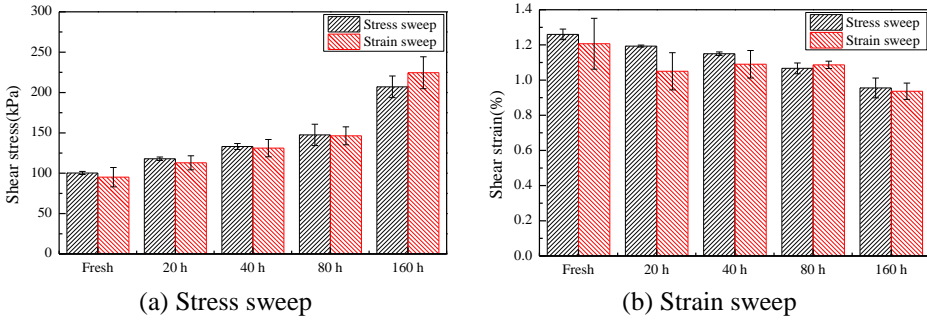 300
250
200
150
100
50
0
Shear stress(kPa)
Stress sweep
Strain sweep
Fresh 20 h 40 h 80 h 160 h
(a) Stress sweep
1.4
1.2
1.0
0.8
0.6
0.4
0.2
0.0
Shear strain(%)
Stress sweep
Strain sweep
Fresh 20 h 40 h 80 h 160 h
(b) Strain sweep